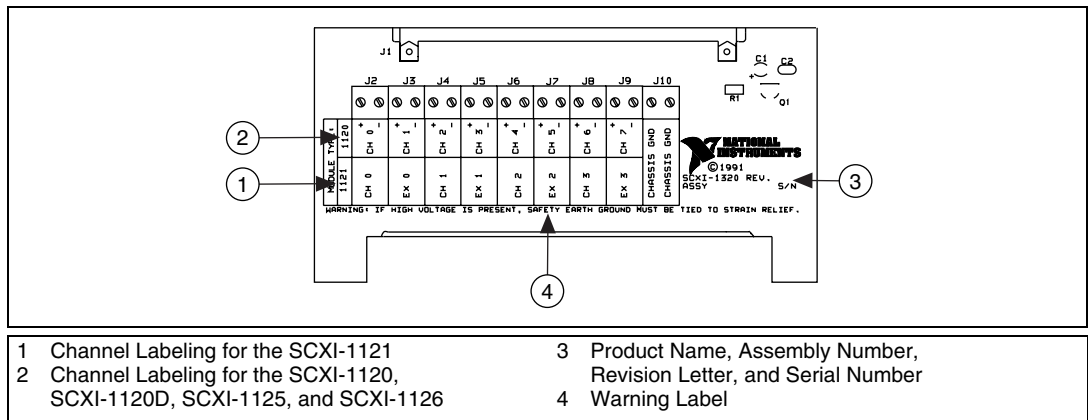 J1
C1 C2
+
R1 Q1
J2 J3 J4 J5 J6 J7 J8 J9 J10
MODULE TYPE:
1120
+ - + - + - + - + - + - + - + -
CH 0 CH 1 CH 2 CH 3 CH 4 CH 5 CH 6 CH 7 CHASSIS GND CHASSIS GND
1121
CH 0 EX 0 CH 1 EX 1 CH 2 EX 2 CH 3 EX 3
NATIONAL
INSTRUMENTS
©1991
SCXI-1320 REV.
ASSY S/N
WARNING: IF HIGH VOLTAGE IS PRESENT, SAFETY EARTH GROUND MUST BE TIED TO STRAIN RELIEF.
2
1
3
4
1 Channel Labeling for the SCXI-1121
2 Channel Labeling for the SCXI-1120,
SCXI-1120D, SCXI-1125, and SCXI-1126
3 Product Name, Assembly Number,
Revision Letter, and Serial Number
4 Warning Label